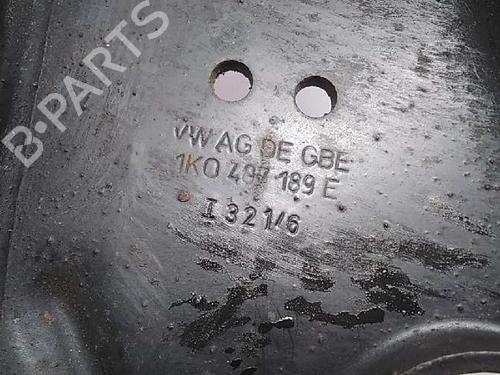 B-PARTS
VW AG DE GBE
1K0 407 189 E
I 321/6